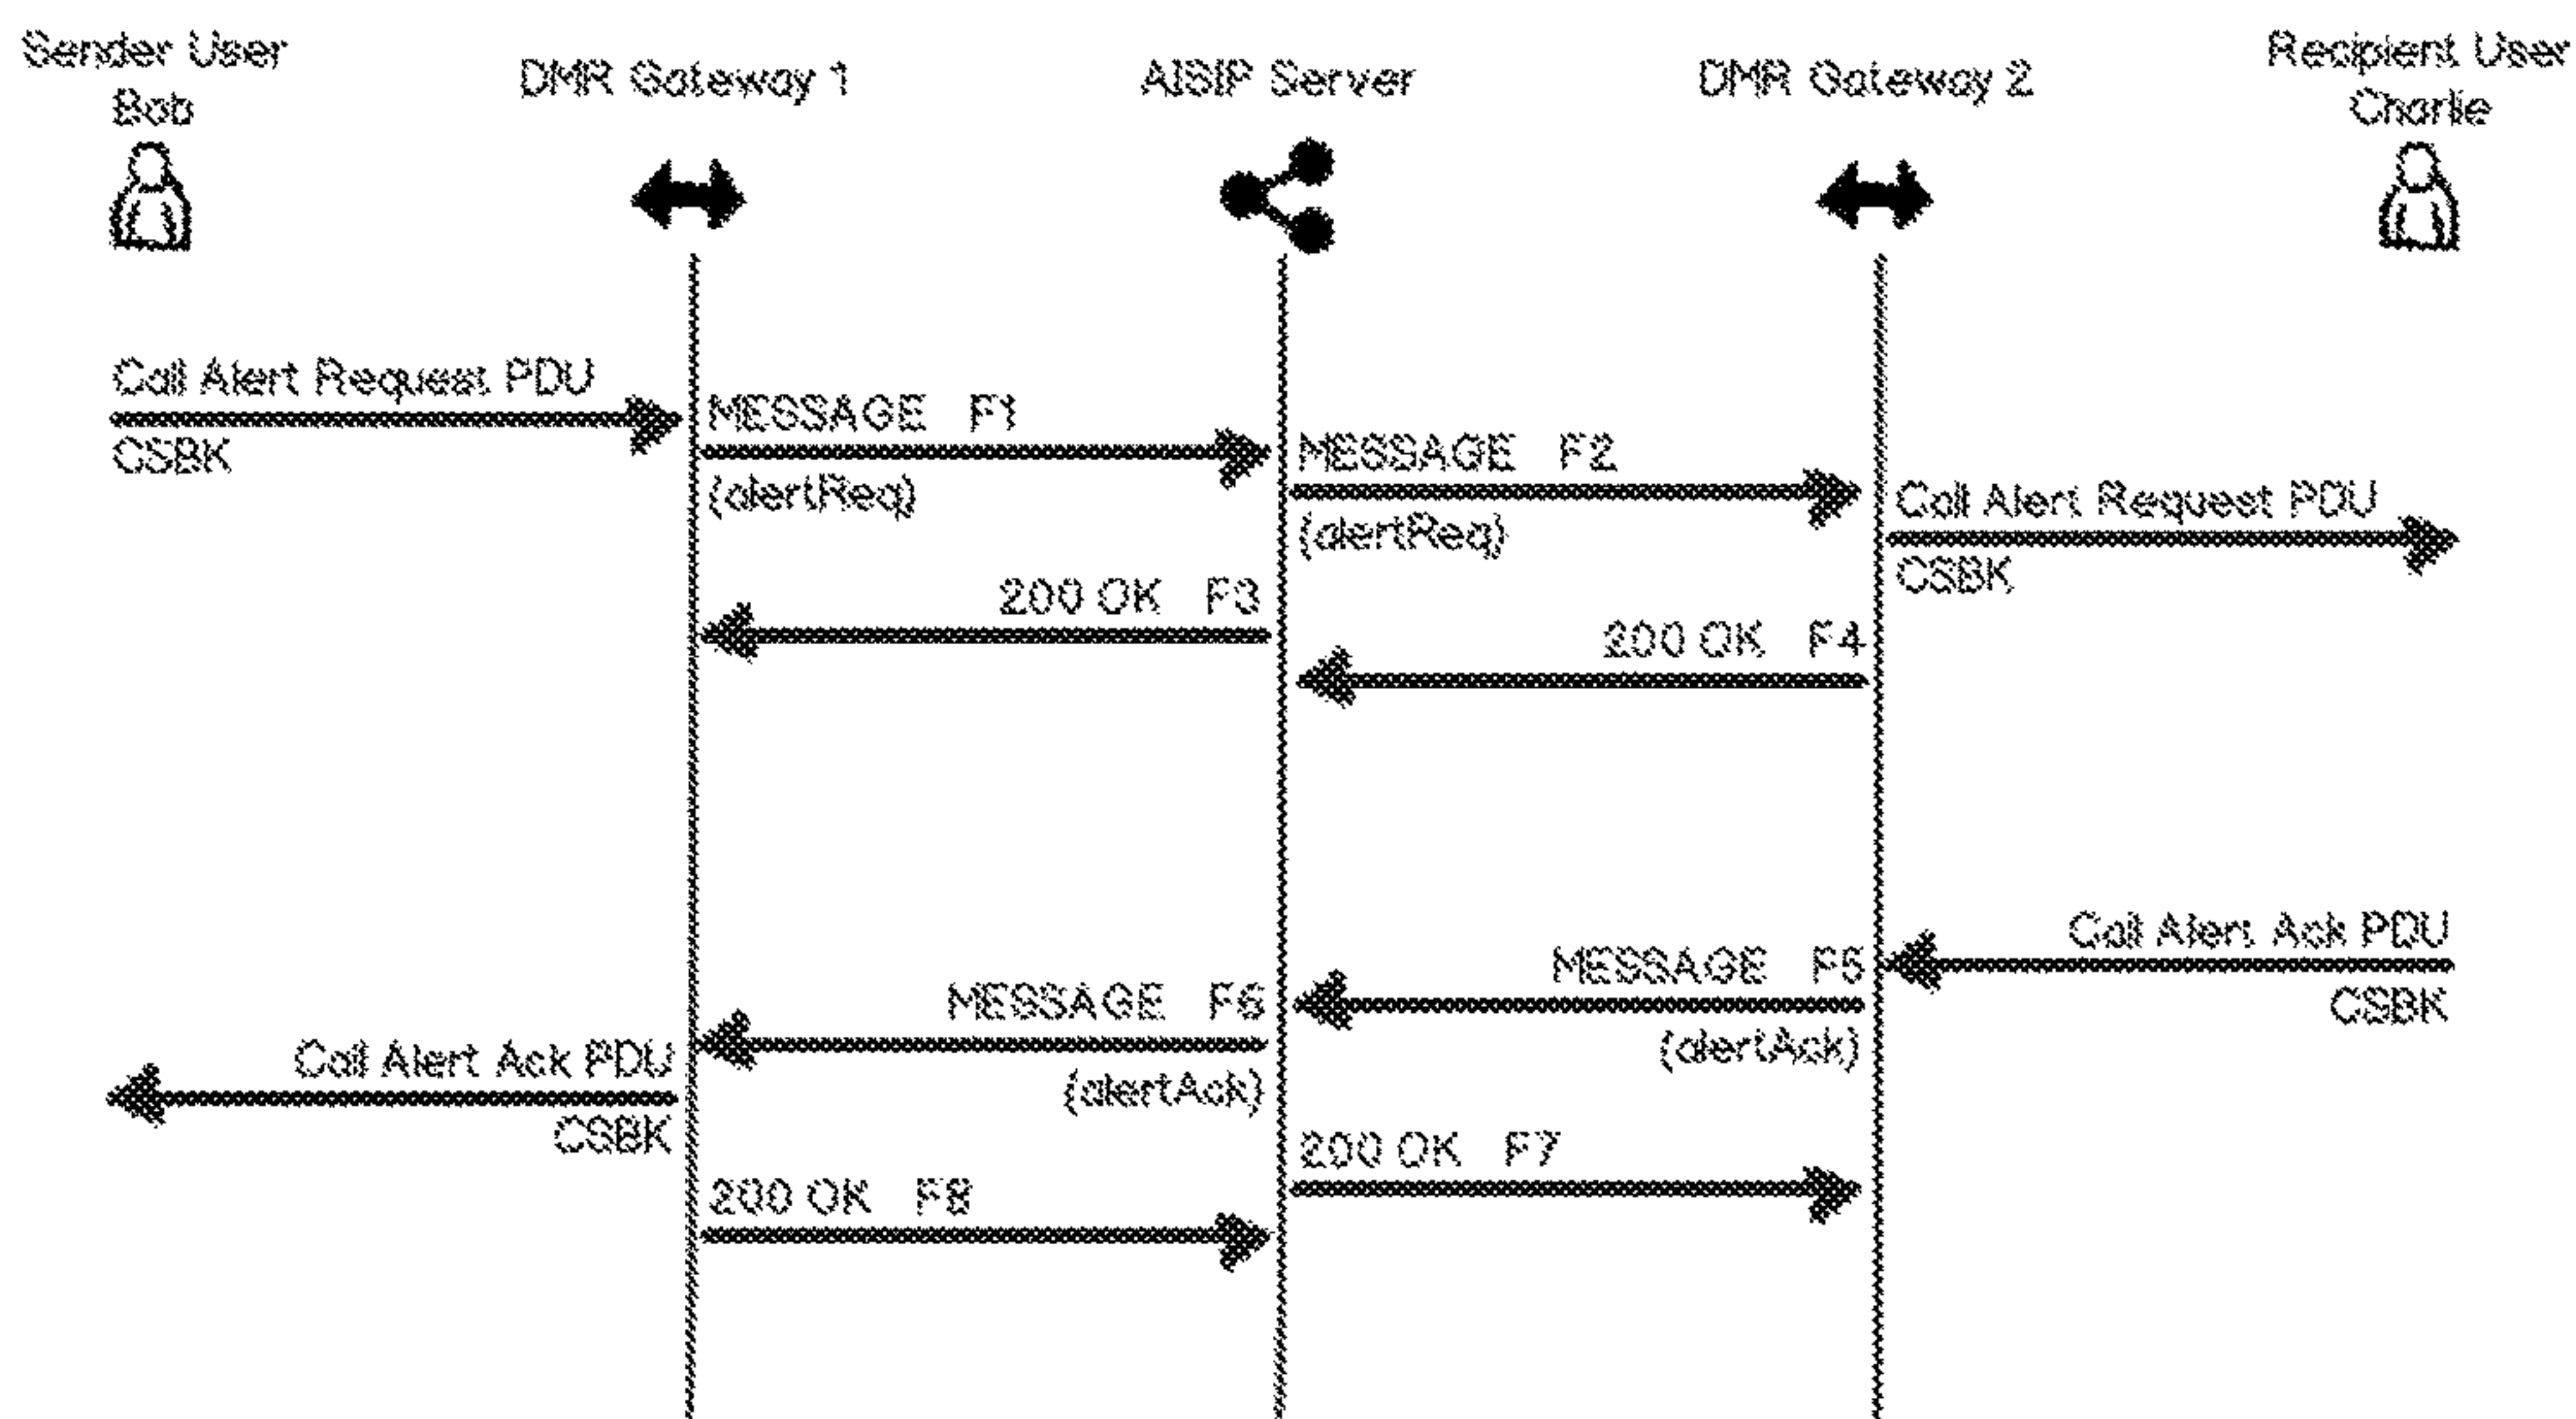 Sender User
Bob
DMR Gateway 1
AISIP Server
DMR Gateway 2
Recipient User
Charlie
Call Alert Request PDU
CSBK
MESSAGE F1
(alertReq)
MESSAGE F2
(alertReq)
Call Alert Request PDU
CSBK
200 OK F3
200 OK F4
Call Alert Ack PDU
CSBK
MESSAGE F5
(alertAck)
MESSAGE F6
(alertAck)
Call Alert Ack PDU
CSBK
200 OK F7
200 OK F8